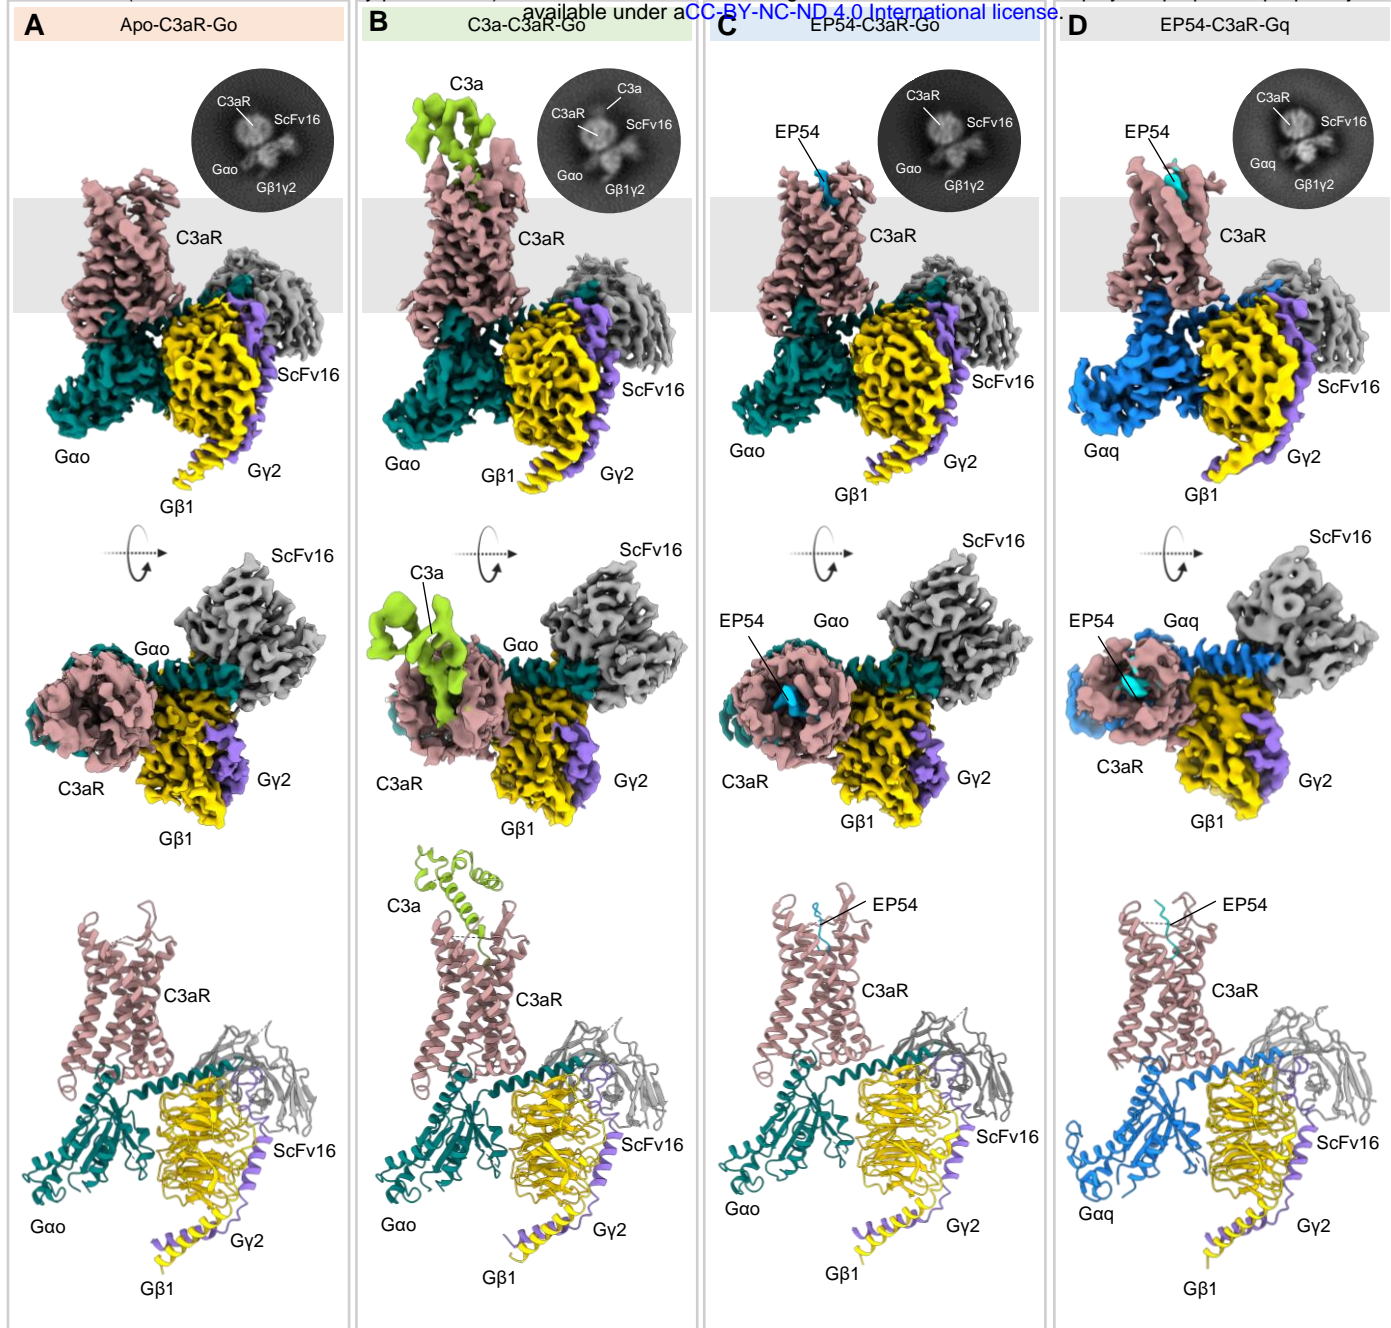 available under aCC-BY-NC-ND 4.0 International license.
A
Apo-C3aR-Go
C3aR
ScFv16
Gαo
Gβ1γ2
C3aR
ScFv16
Gαo
Gγ2
Gβ1
ScFv16
Gαo
C3aR
Gγ2
Gβ1
C3aR
ScFv16
Gαo
Gγ2
Gβ1
B
C3a-C3aR-Go
C3a
C3a
C3aR
ScFv16
Gαo
Gβ1γ2
C3aR
ScFv16
Gαo
Gβ1
Gγ2
ScFv16
C3a
Gαo
C3aR
Gγ2
Gβ1
C3a
C3aR
ScFv16
Gαo
Gγ2
Gβ1
C
EP54-C3aR-Go
C3aR
EP54
ScFv16
Gαo
Gβ1γ2
C3aR
ScFv16
Gαo
Gγ2
Gβ1
ScFv16
EP54
Gαo
C3aR
Gγ2
Gβ1
EP54
C3aR
ScFv16
Gαo
Gγ2
Gβ1
D
EP54-C3aR-Gq
C3aR
EP54
ScFv16
Gαq
Gβ1γ2
C3aR
ScFv16
Gαq
Gγ2
Gβ1
ScFv16
EP54
Gαq
C3aR
Gγ2
Gβ1
EP54
C3aR
ScFv16
Gαq
Gγ2
Gβ1